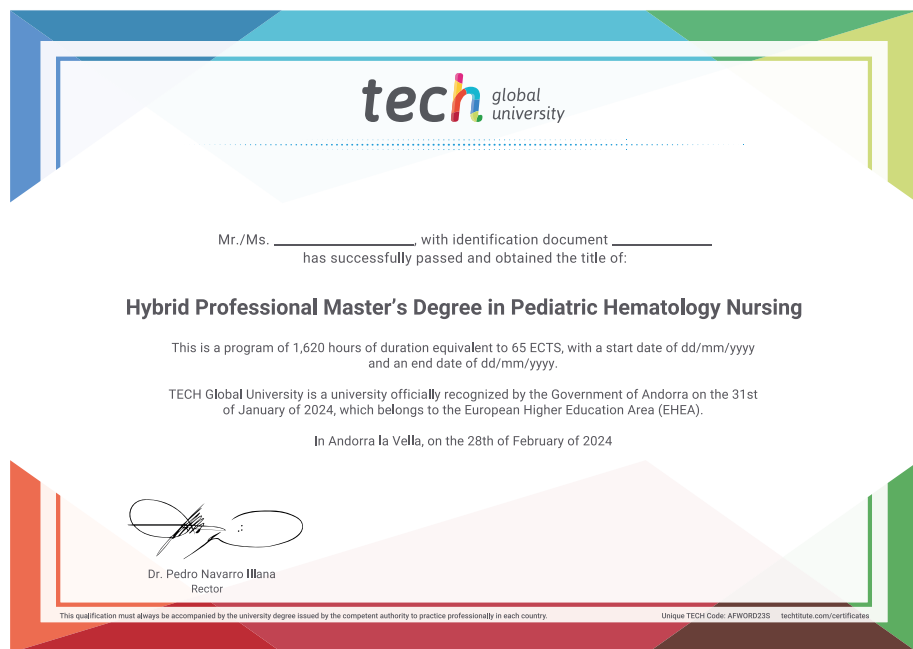 tech global
university
Mr./Ms. ____________, with identification document ____________
has successfully passed and obtained the title of:
Hybrid Professional Master's Degree in Pediatric Hematology Nursing
This is a program of 1,620 hours of duration equivalent to 65 ECTS, with a start date of dd/mm/yyyy
and an end date of dd/mm/yyyy.
TECH Global University is a university officially recognized by the Government of Andorra on the 31st
of January of 2024, which belongs to the European Higher Education Area (EHEA).
In Andorra la Vella, on the 28th of February of 2024
Dr. Pedro Navarro Illana
Rector
This qualification must always be accompanied by the university degree issued by the competent authority to practice professionally in each country.
Unique TECH Code: AFWORD23S techtitute.com/certificates